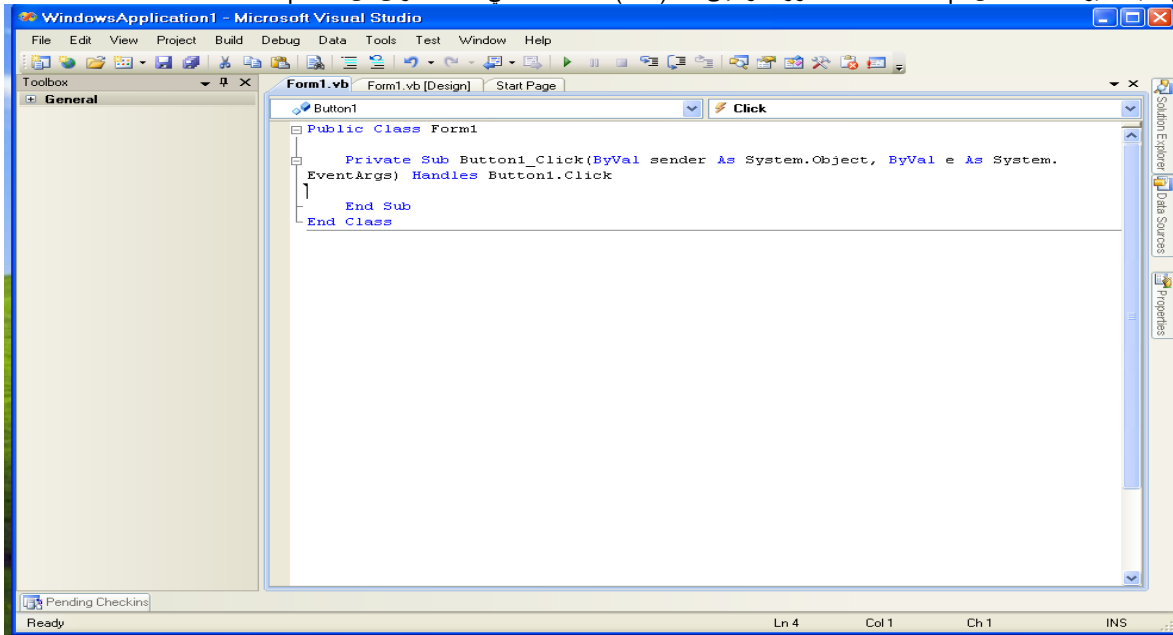 WindowsApplication1 - Microsoft Visual Studio
File Edit View Project Build Debug Data Tools Test Window Help
Toolbox
General
Form1.vb Form1.vb [Design] Start Page
Button1 Click
Public Class Form1
Private Sub Button1_Click(ByVal sender As System.Object, ByVal e As System.
EventArgs) Handles Button1.Click
End Sub
End Class
Solution Explorer
Data Sources
Properties
Pending Checkins
Ready Ln 4 Col 1 Ch 1 INS